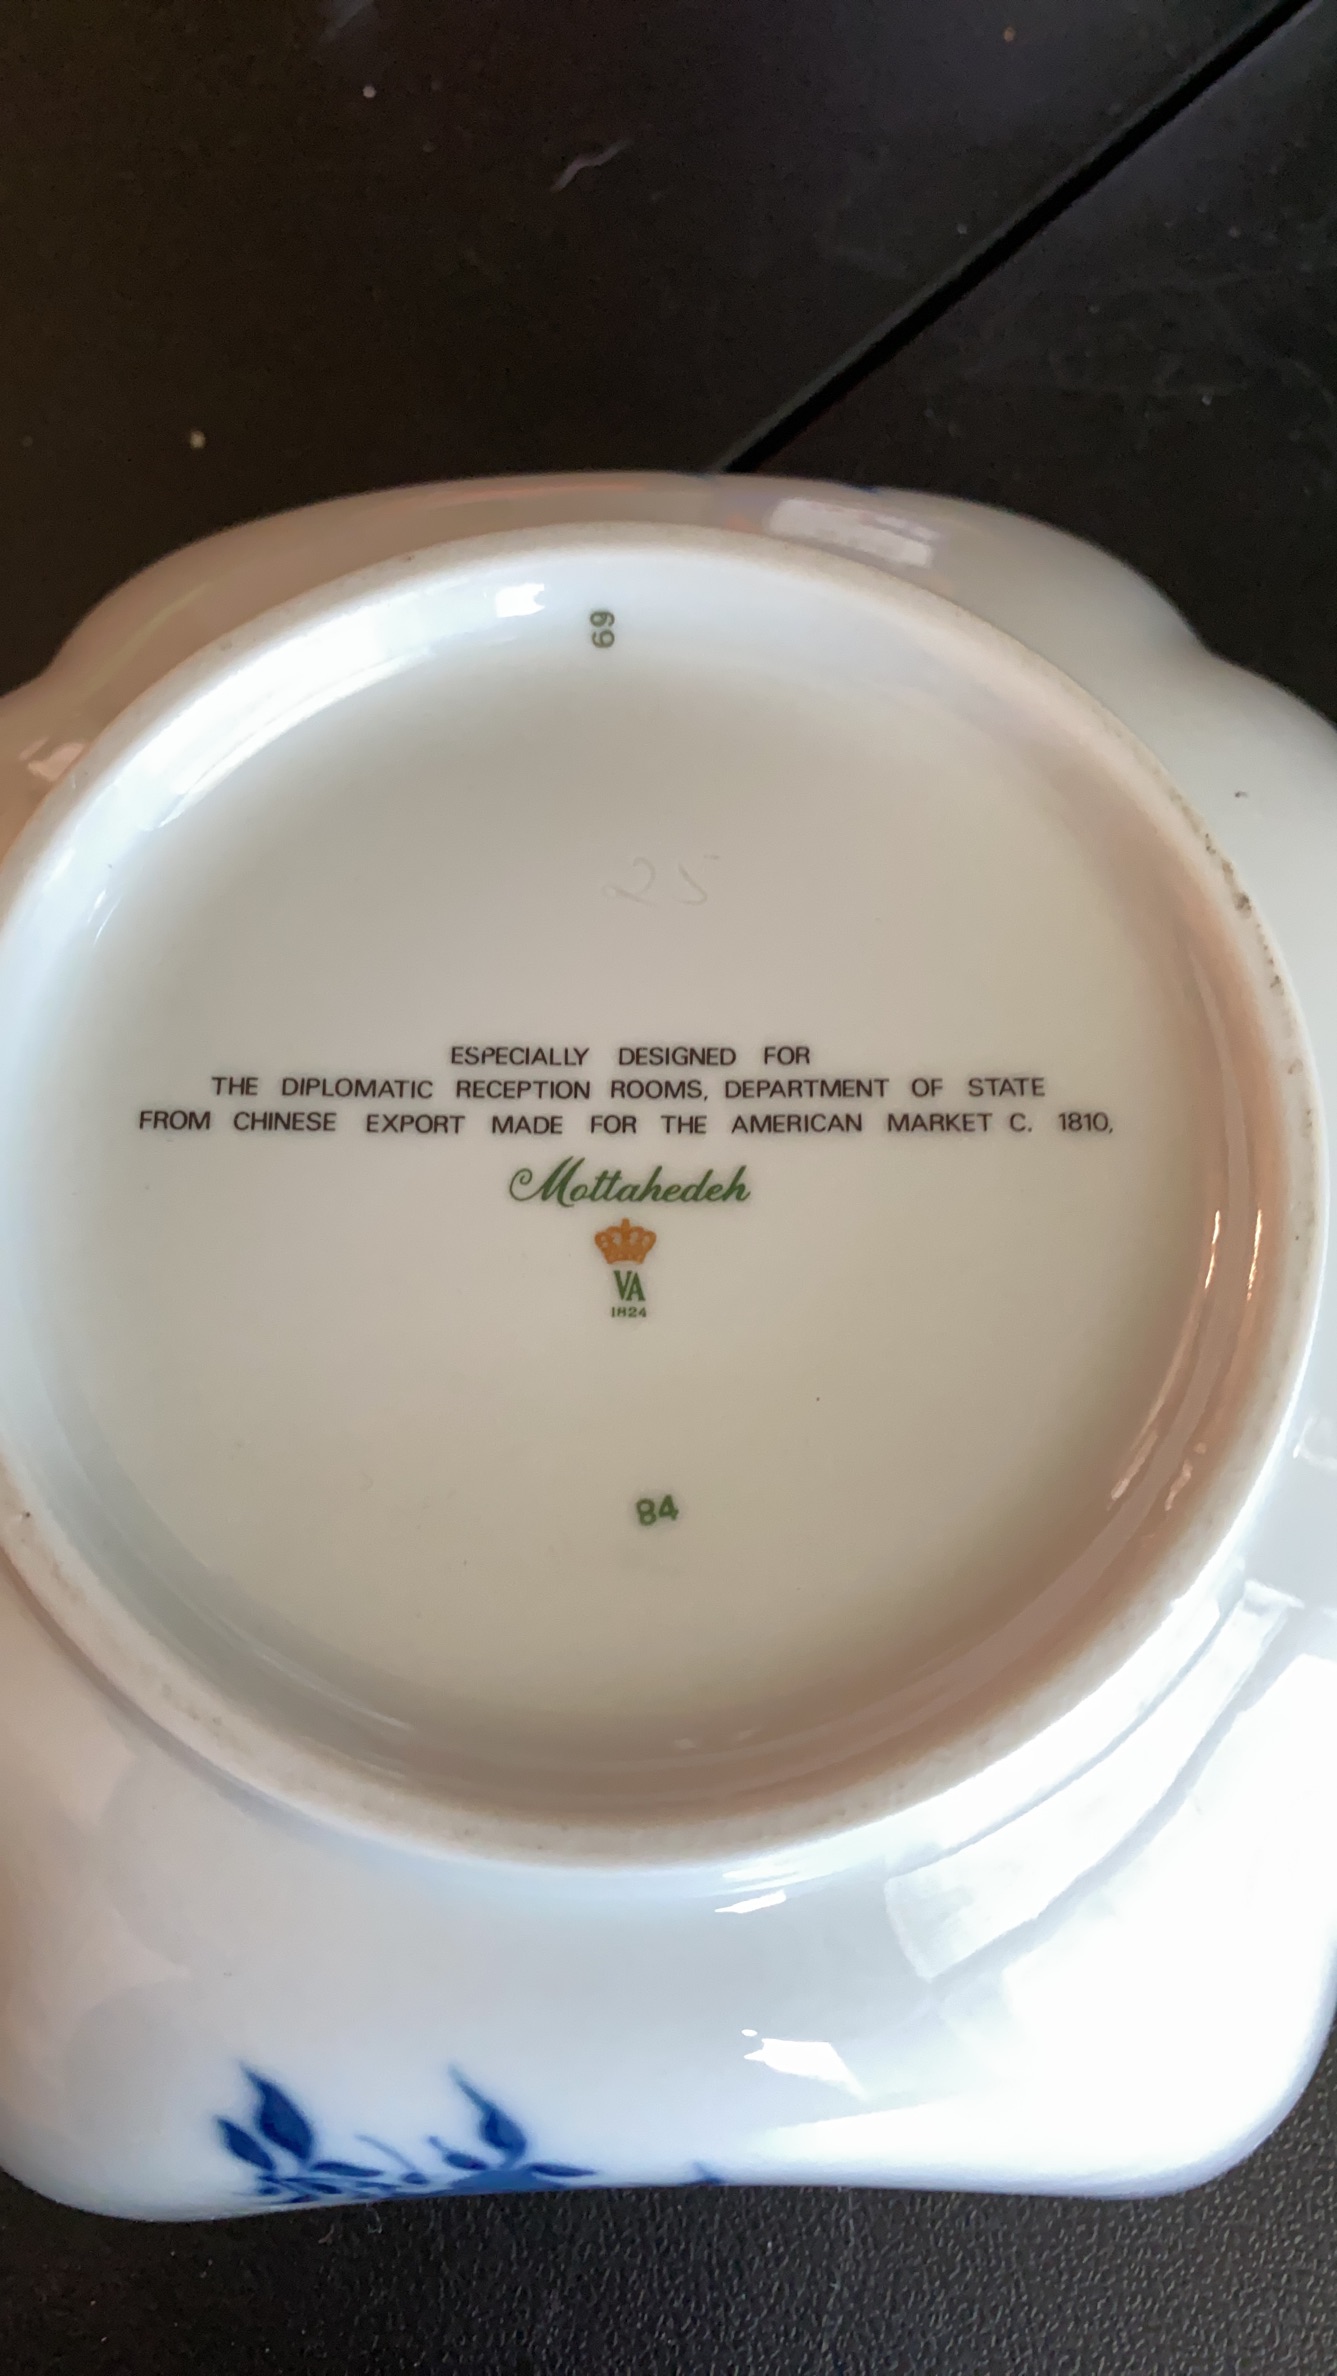 69
25
ESPECIALLY DESIGNED FOR
THE DIPLOMATIC RECEPTION ROOMS, DEPARTMENT OF STATE
FROM CHINESE EXPORT MADE FOR THE AMERICAN MARKET C. 1810,
Mottahedeh
VA
1824
84